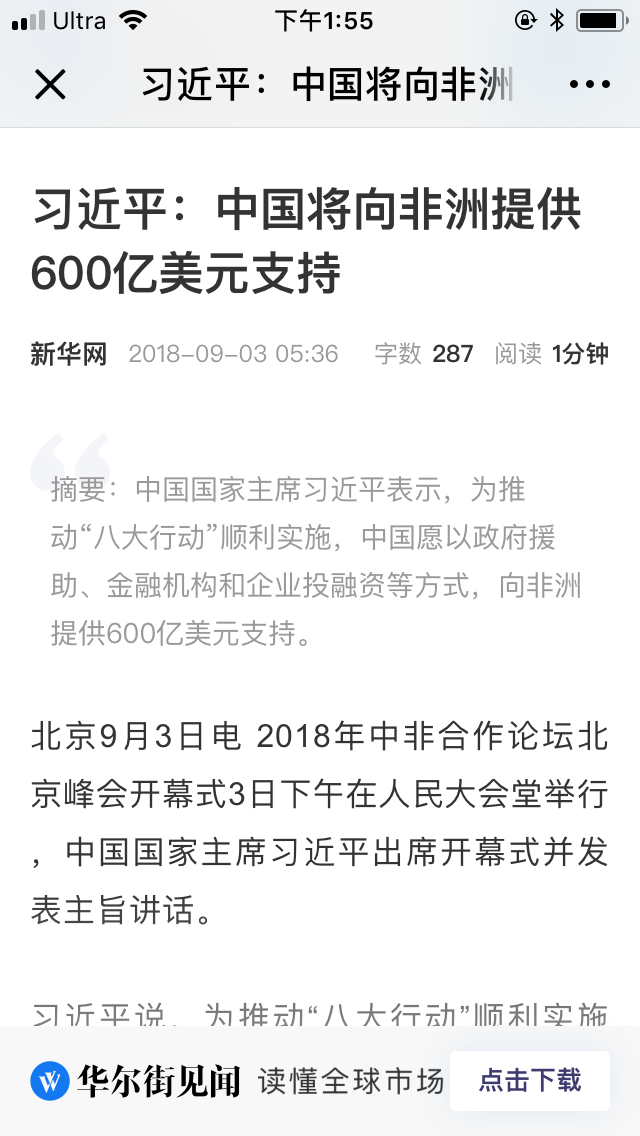 Ultra 下午1:55
习近平：中国将向非洲
习近平：中国将向非洲提供
600亿美元支持
新华网 2018-09-03 05:36 字数 287 阅读 1分钟
摘要：中国国家主席习近平表示，为推
动“八大行动”顺利实施，中国愿以政府援
助、金融机构和企业投融资等方式，向非洲
提供600亿美元支持。
北京9月3日电 2018年中非合作论坛北
京峰会开幕式3日下午在人民大会堂举行
，中国国家主席习近平出席开幕式并发
表主旨讲话。
习近平说，为推动“八大行动”顺利实施
华尔街见闻 读懂全球市场 点击下载